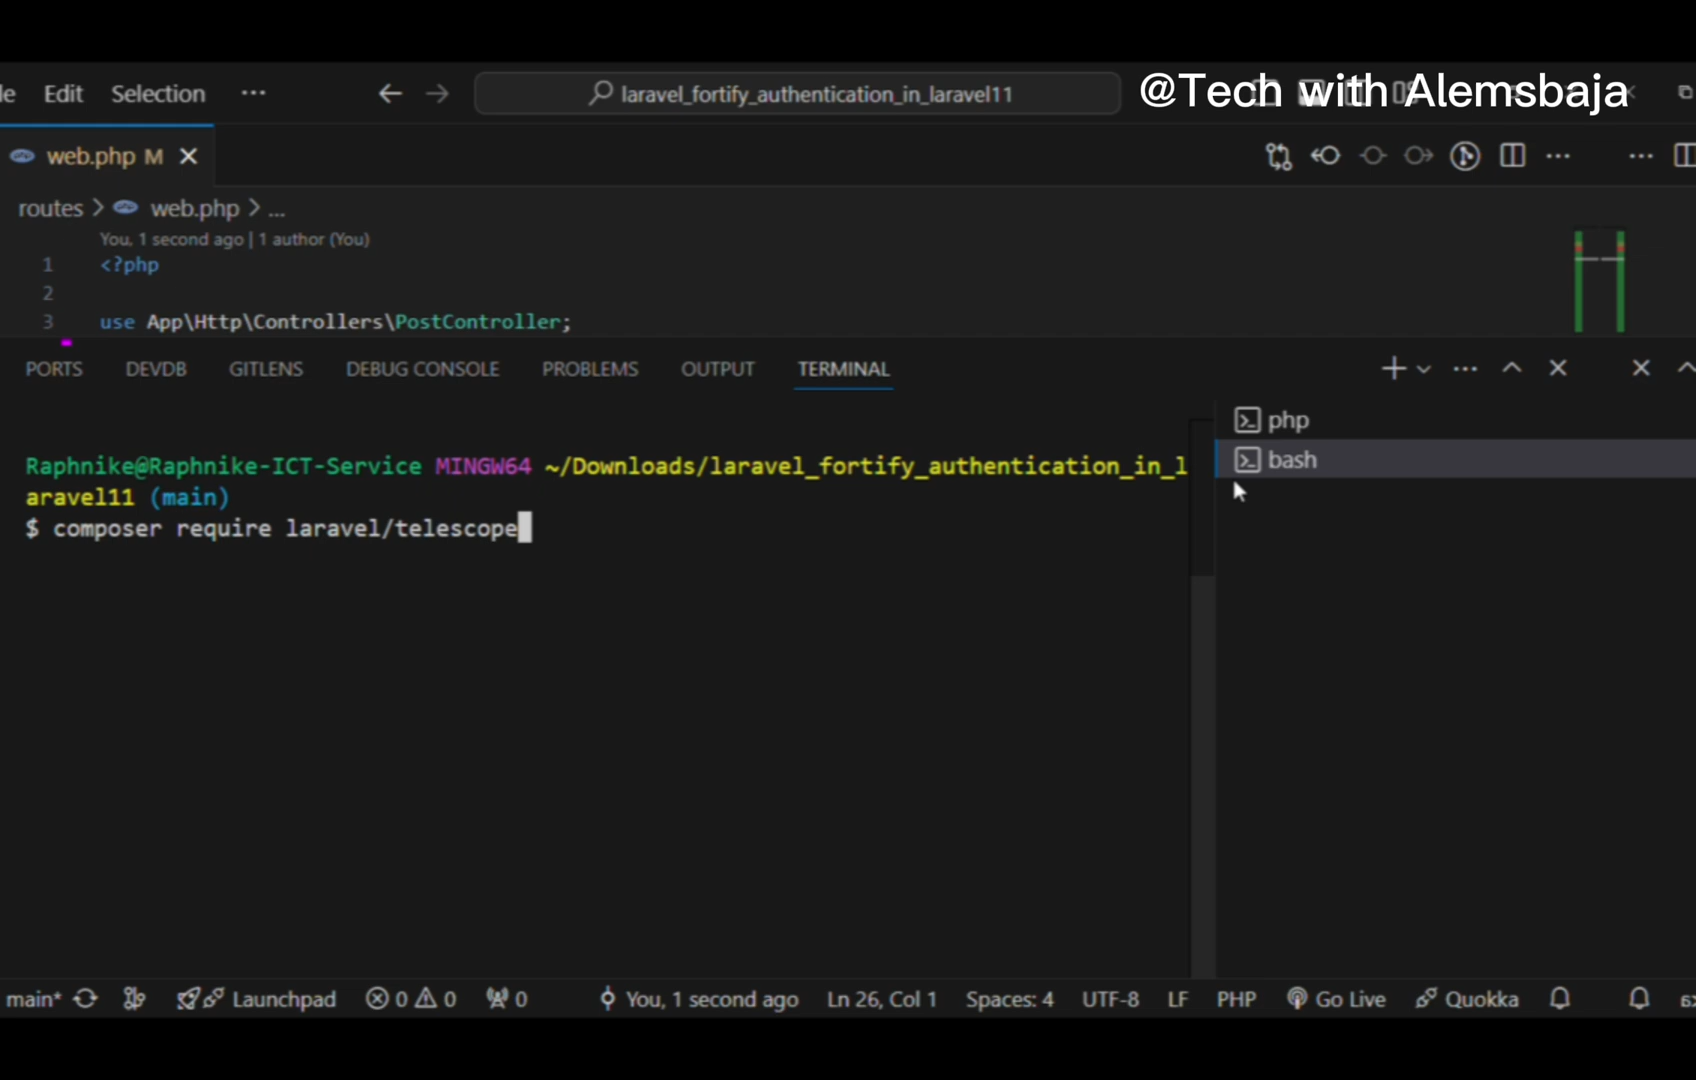 le Edit Selection ··· laravel_fortify_authentication_in_laravel11 @Tech with Alemsbaja
web.php M
routes > web.php > ...
You, 1 second ago | 1 author (You)
1 <?php
2
3 use App\Http\Controllers\PostController;
PORTS DEVDB GITLENS DEBUG CONSOLE PROBLEMS OUTPUT TERMINAL
php
bash
Raphnike@Raphnike-ICT-Service MINGW64 ~/Downloads/laravel_fortify_authentication_in_l
aravel11 (main)
$ composer require laravel/telescope
main* Launchpad 0 0 0 You, 1 second ago Ln 26, Col 1 Spaces: 4 UTF-8 LF PHP Go Live Quokka